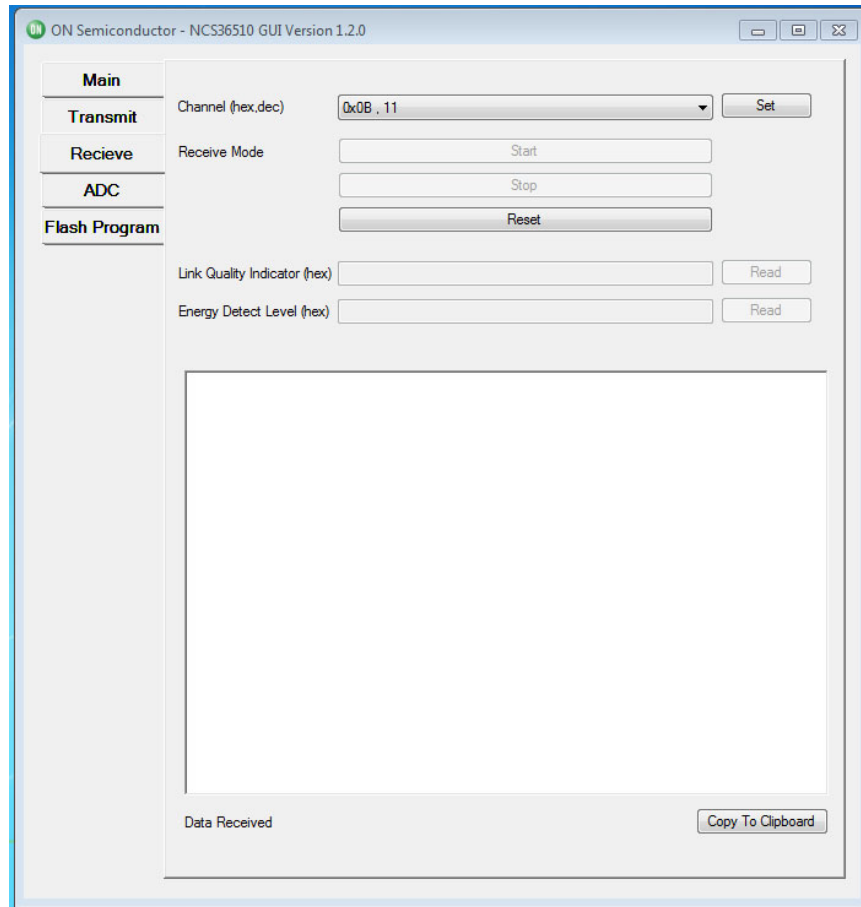 ON
ON Semiconductor - NCS36510 GUI Version 1.2.0
Main
Transmit
Recieve
ADC
Flash Program
Channel (hex,dec)
0x0B , 11
Set
Receive Mode
Start
Stop
Reset
Link Quality Indicator (hex)
Read
Energy Detect Level (hex)
Read
Data Received
Copy To Clipboard